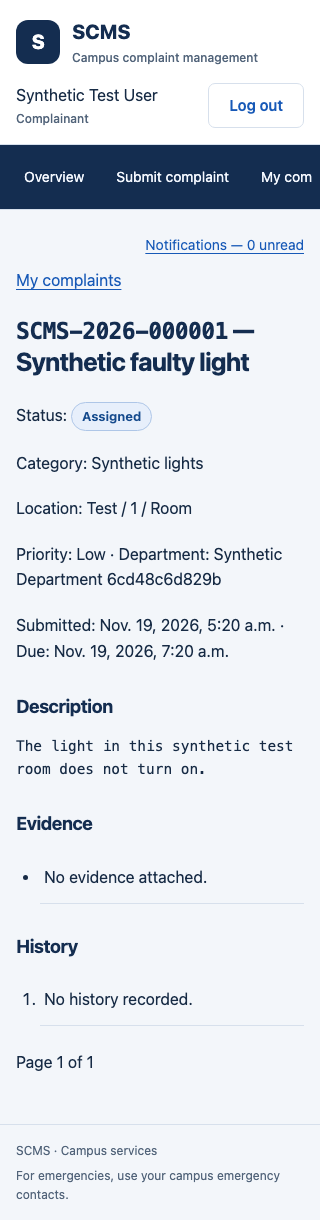 S
SCMS
Campus complaint management
Synthetic Test User
Complainant
Log out
Overview
Submit complaint
My com
Notifications — 0 unread
My complaints
SCMS-2026-000001 —
Synthetic faulty light
Status: Assigned
Category: Synthetic lights
Location: Test / 1 / Room
Priority: Low · Department: Synthetic
Department 6cd48c6d829b
Submitted: Nov. 19, 2026, 5:20 a.m. ·
Due: Nov. 19, 2026, 7:20 a.m.
Description
The light in this synthetic test
room does not turn on.
Evidence
• No evidence attached.
History
1. No history recorded.
Page 1 of 1
SCMS · Campus services
For emergencies, use your campus emergency
contacts.